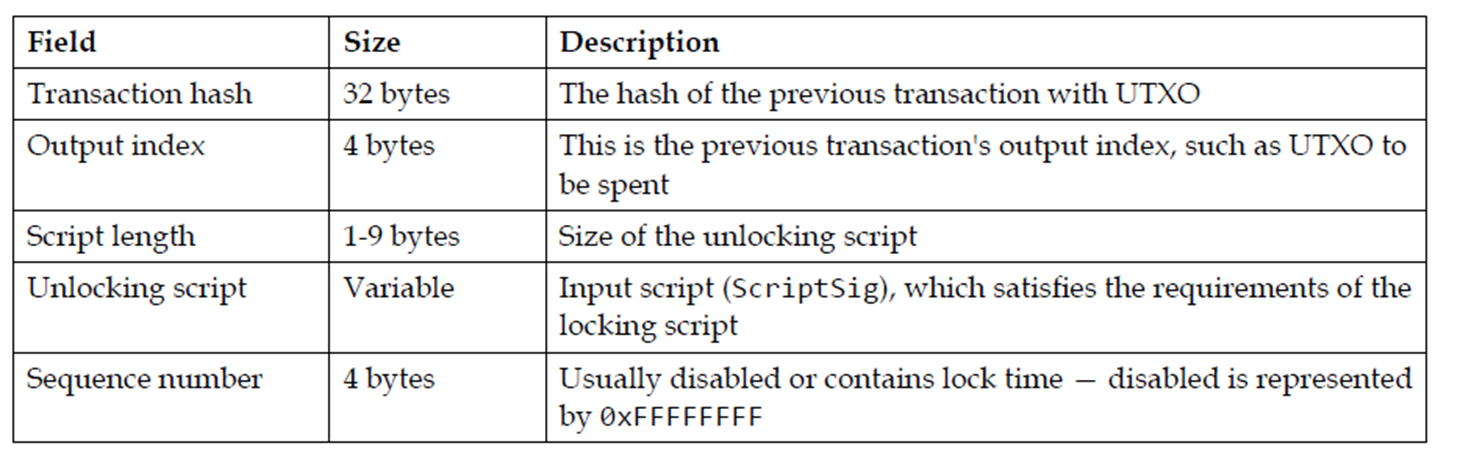 Field Size Description
Transaction hash 32 bytes The hash of the previous transaction with UTXO
Output index 4 bytes This is the previous transaction's output index, such as UTXO to
be spent
Script length 1-9 bytes Size of the unlocking script
Unlocking script Variable Input script (ScriptSig), which satisfies the requirements of the
locking script
Sequence number 4 bytes Usually disabled or contains lock time — disabled is represented
by 0xFFFFFFFF